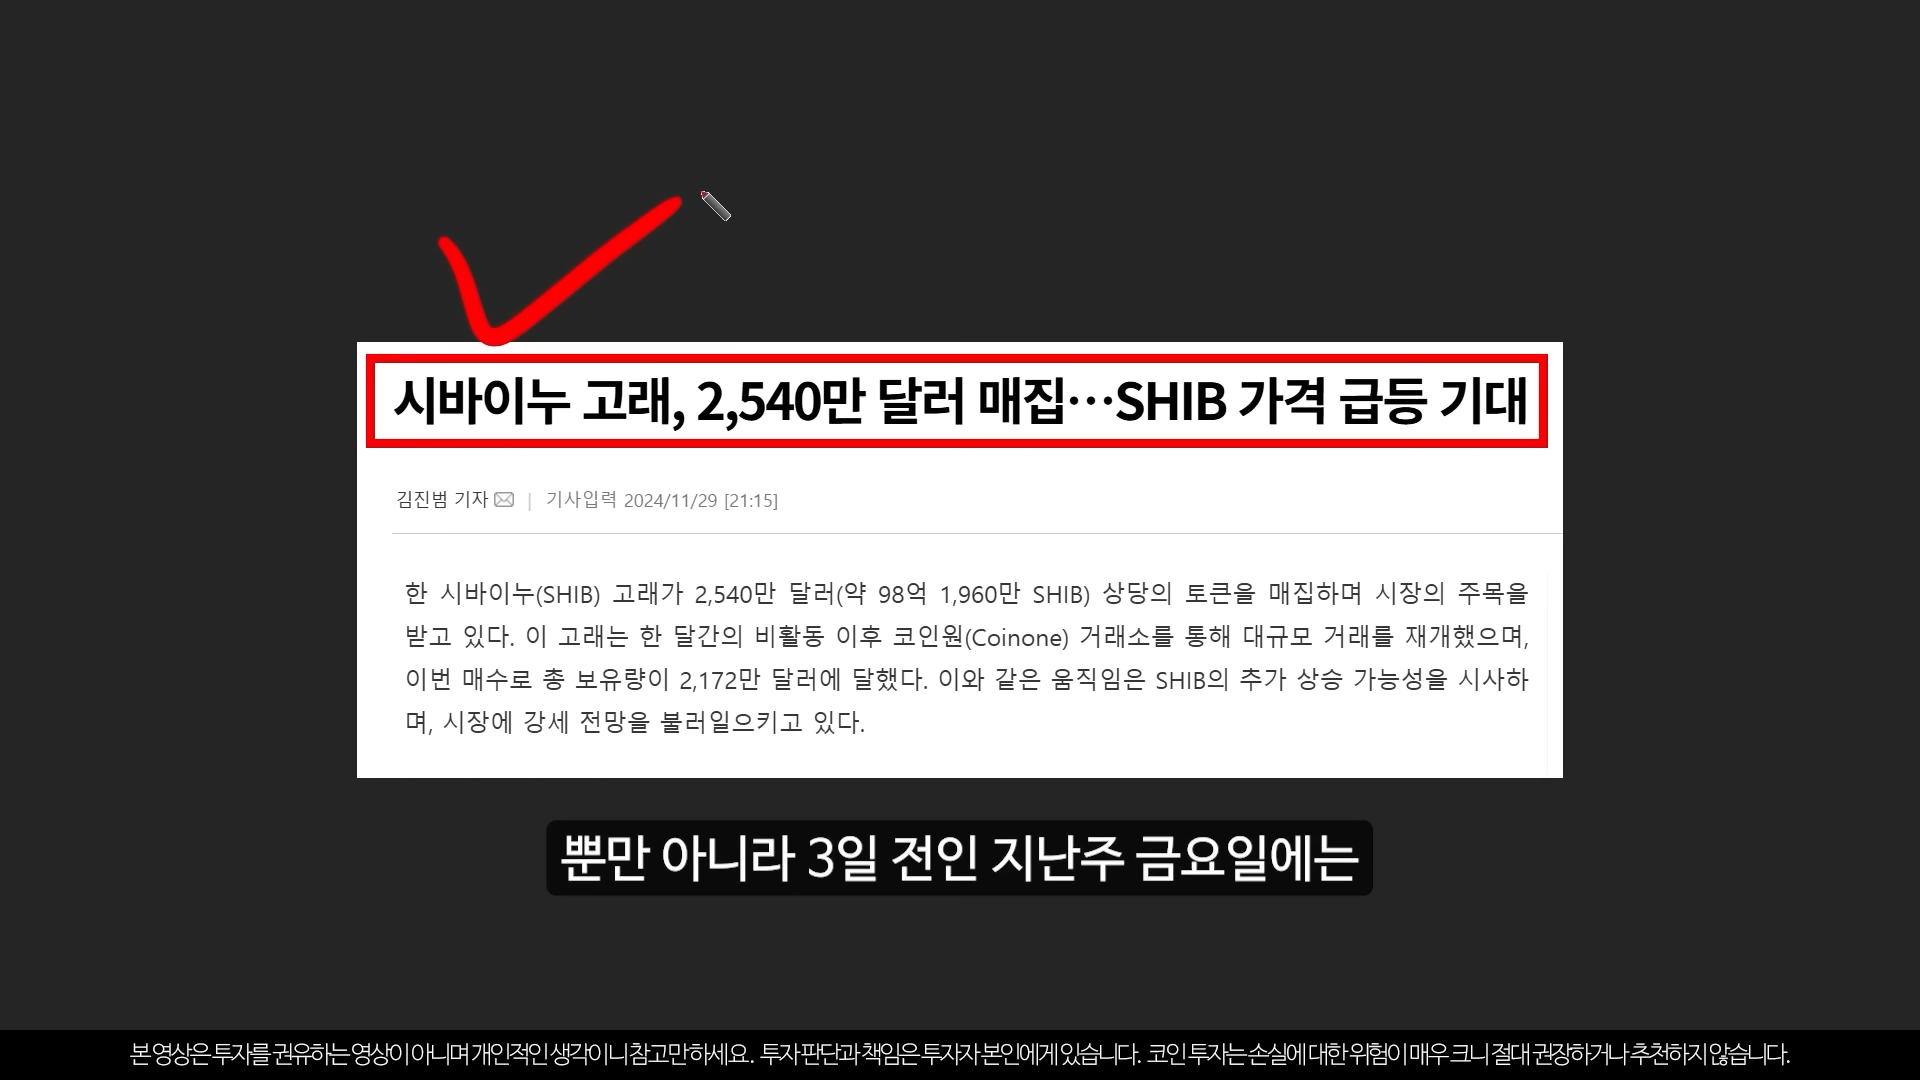 시바이누 고래, 2,540만 달러 매집…SHIB 가격 급등 기대
김진범 기자 | 기사입력 2024/11/29 [21:15]
한 시바이누(SHIB) 고래가 2,540만 달러(약 98억 1,960만 SHIB) 상당의 토큰을 매집하며 시장의 주목을
받고 있다. 이 고래는 한 달간의 비활동 이후 코인원(Coinone) 거래소를 통해 대규모 거래를 재개했으며,
이번 매수로 총 보유량이 2,172만 달러에 달했다. 이와 같은 움직임은 SHIB의 추가 상승 가능성을 시사하
며, 시장에 강세 전망을 불러일으키고 있다.
뿐만 아니라 3일 전인 지난주 금요일에는
본 영상은 투자를 권유하는 영상이 아니며 개인적인 생각이니 참고만 하세요. 투자 판단과 책임은 투자자 본인에게 있습니다. 코인 투자는 손실에 대한 위험이 매우 크니 절대 권장하거나 추천하지 않습니다.